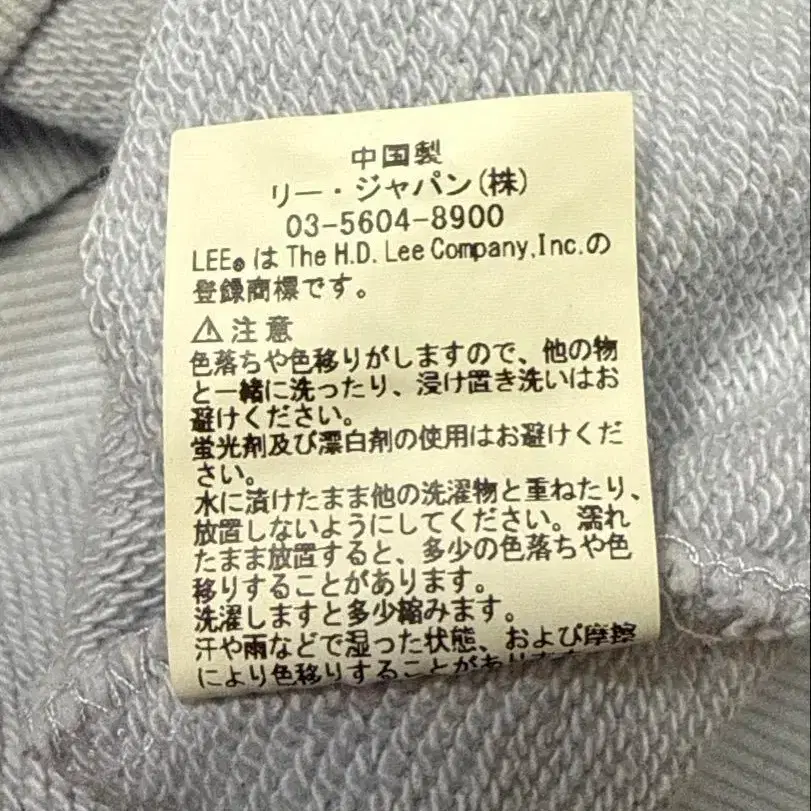 中国製
リー・ジャパン(株)
03-5604-8900
LEE® は The H.D. Lee Company,Inc.の
登録商標です。
⚠注意
色落ちや色移りがしますので、他の物
と一緒に洗ったり、浸け置き洗いはお
避けください。
蛍光剤及び漂白剤の使用はお避けくだ
さい。
水に漬けたまま他の洗濯物と重ねたり、
放置しないようにしてください。濡れ
たまま放置すると、多少の色落ちや色
移りすることがあります。
洗濯しますと多少縮みます。
汗や雨などで湿った状態、および摩擦
により色移りすることがあります